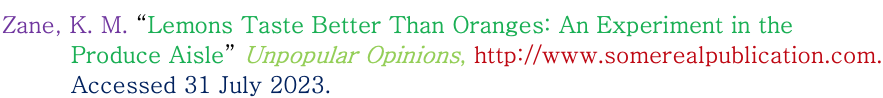 Zane, K. M. “Lemons Taste Better Than Oranges: An Experiment in the
Produce Aisle” Unpopular Opinions, http://www.somerealpublication.com.
Accessed 31 July 2023.